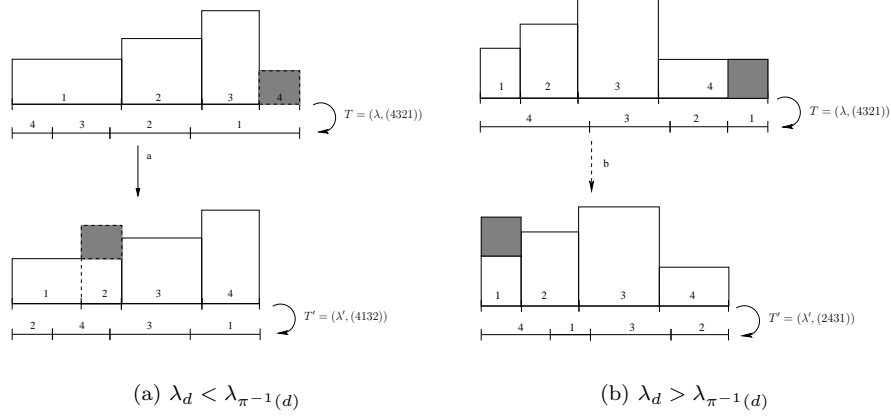 1 2 3 4
T = (λ, (4321))
4 3 2 1
a
1 2 3 4
T′ = (λ′, (4132))
2 4 3 1
(a) λ_d < λ_{π^{-1}(d)}
1 2 3 4
T = (λ, (4321))
4 3 2 1
b
1 2 3 4
T′ = (λ′, (2431))
4 1 3 2
(b) λ_d > λ_{π^{-1}(d)}